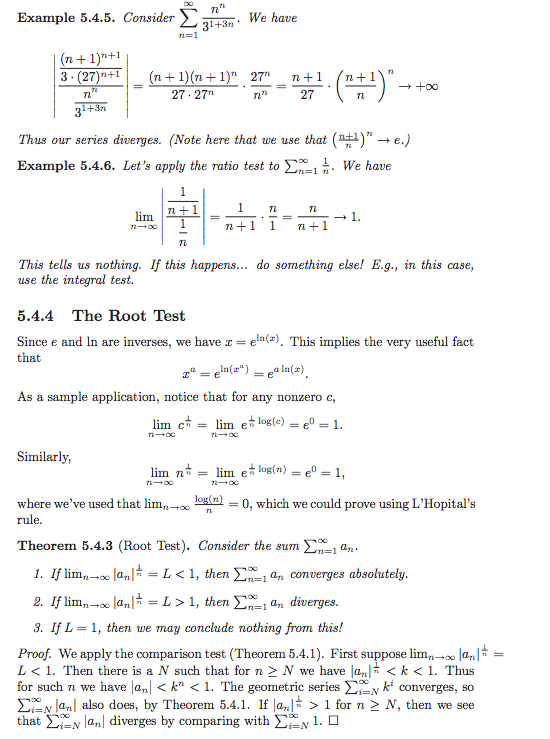 Example 5.4.5. Consider $\sum_{n=1}^{\infty} \frac{n^n}{3^{1+3n}}$. We have
$\left| \frac{\frac{(n+1)^{n+1}}{3 \cdot (27)^{n+1}}}{\frac{n^n}{3^{1+3n}}} \right| = \frac{(n+1)(n+1)^n}{27 \cdot 27^n} \cdot \frac{27^n}{n^n} = \frac{n+1}{27} \cdot \left( \frac{n+1}{n} \right)^n \to +\infty$
Thus our series diverges. (Note here that we use that $(\frac{n+1}{n})^n \to e$.)
Example 5.4.6. Let's apply the ratio test to $\sum_{n=1}^{\infty} \frac{1}{n}$. We have
$\lim_{n \to \infty} \left| \frac{\frac{1}{n+1}}{\frac{1}{n}} \right| = \frac{1}{n+1} \cdot \frac{n}{1} = \frac{n}{n+1} \to 1.$
This tells us nothing. If this happens... do something else! E.g., in this case,
use the integral test.
5.4.4 The Root Test
Since e and ln are inverses, we have $x = e^{\ln(x)}$. This implies the very useful fact
that
$x^a = e^{\ln(x^a)} = e^{a \ln(x)}.$
As a sample application, notice that for any nonzero c,
$\lim_{n \to \infty} c^{\frac{1}{n}} = \lim_{n \to \infty} e^{\frac{1}{n} \log(c)} = e^0 = 1.$
Similarly,
$\lim_{n \to \infty} n^{\frac{1}{n}} = \lim_{n \to \infty} e^{\frac{1}{n} \log(n)} = e^0 = 1,$
where we've used that $\lim_{n \to \infty} \frac{\log(n)}{n} = 0$, which we could prove using L'Hopital's
rule.
Theorem 5.4.3 (Root Test). Consider the sum $\sum_{n=1}^{\infty} a_n$.
1. If $\lim_{n \to \infty} |a_n|^{\frac{1}{n}} = L < 1$, then $\sum_{n=1}^{\infty} a_n$ converges absolutely.
2. If $\lim_{n \to \infty} |a_n|^{\frac{1}{n}} = L > 1$, then $\sum_{n=1}^{\infty} a_n$ diverges.
3. If L = 1, then we may conclude nothing from this!
Proof. We apply the comparison test (Theorem 5.4.1). First suppose $\lim_{n \to \infty} |a_n|^{\frac{1}{n}} =$
$L < 1$. Then there is a N such that for $n \geq N$ we have $|a_n|^{\frac{1}{n}} < k < 1$. Thus
for such n we have $|a_n| < k^n < 1$. The geometric series $\sum_{i=N}^{\infty} k^i$ converges, so
$\sum_{i=N}^{\infty} |a_n|$ also does, by Theorem 5.4.1. If $|a_n|^{\frac{1}{n}} > 1$ for $n \geq N$, then we see
that $\sum_{i=N}^{\infty} |a_n|$ diverges by comparing with $\sum_{i=N}^{\infty} 1$. □